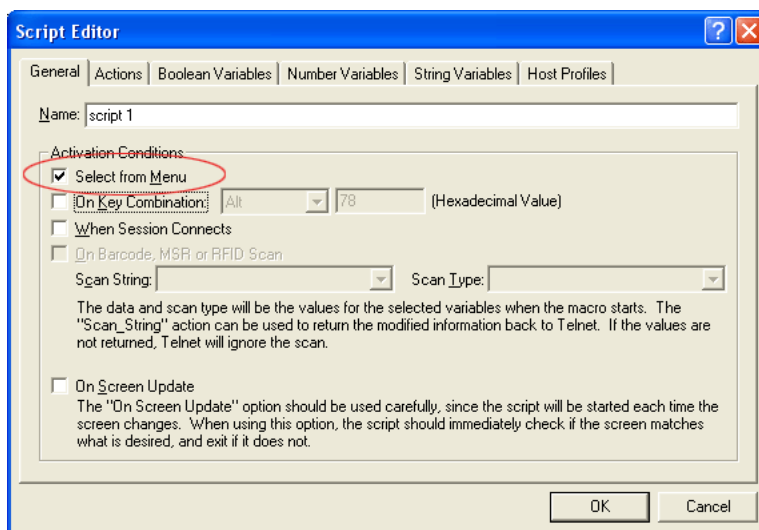 Script Editor
General Actions Boolean Variables Number Variables String Variables Host Profiles
Name: script 1
Activation Conditions
Select from Menu
On Key Combination: Alt 78 (Hexadecimal Value)
When Session Connects
On Barcode, MSR or RFID Scan
Scan String: Scan Type:
The data and scan type will be the values for the selected variables when the macro starts. The
"Scan_String" action can be used to return the modified information back to Telnet. If the values are
not returned, Telnet will ignore the scan.
On Screen Update
The "On Screen Update" option should be used carefully, since the script will be started each time the
screen changes. When using this option, the script should immediately check if the screen matches
what is desired, and exit if it does not.
OK Cancel